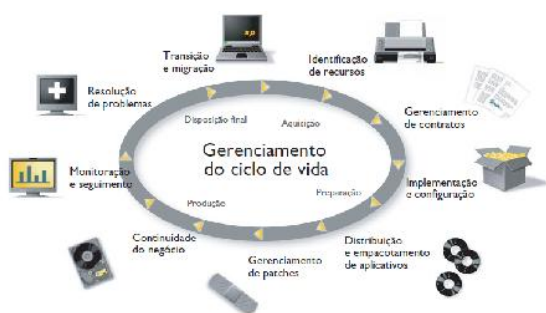 Transição
e migração
Identificação
de recursos
Resolução
de problemas
Gerenciamento
de contratos
Disposição final
Aquisição
Gerenciamento
do ciclo de vida
Monitoração
e seguimento
Implementação
e configuração
Produção
Preparação
Continuidade
do negócio
Gerenciamento
de patches
Distribuição
e empacotamento
de aplicativos